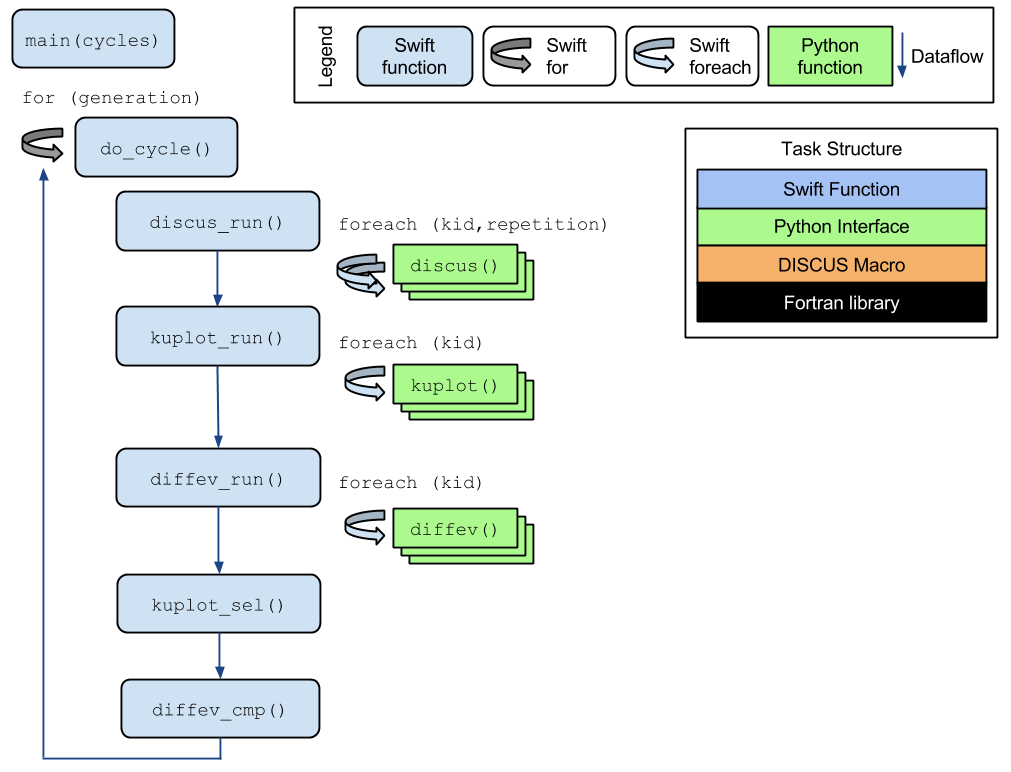 main(cycles)
Legend
Swift
function
Swift
for
Swift
foreach
Python
function
Dataflow
for (generation)
do_cycle()
Task Structure
Swift Function
Python Interface
DISCUS Macro
Fortran library
discus_run()
foreach (kid,repetition)
discus()
kuplot_run()
foreach (kid)
kuplot()
diffev_run()
foreach (kid)
diffev()
kuplot_sel()
diffev_cmp()